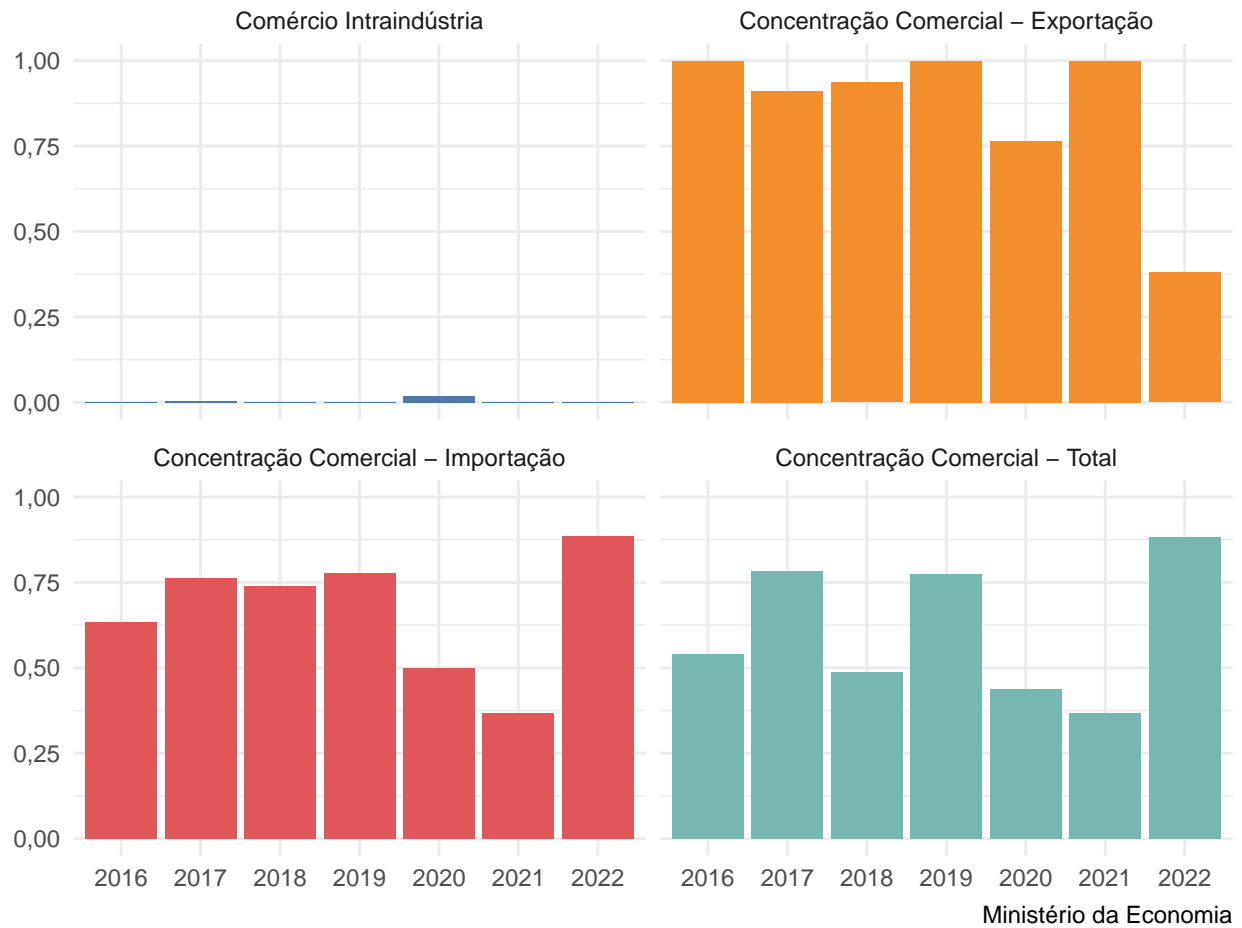 Comércio Intraindústria
Concentração Comercial – Exportação
1,00
0,75
0,50
0,25
0,00
Concentração Comercial – Importação
Concentração Comercial – Total
1,00
0,75
0,50
0,25
0,00
2016 2017 2018 2019 2020 2021 2022
2016 2017 2018 2019 2020 2021 2022
Ministério da Economia